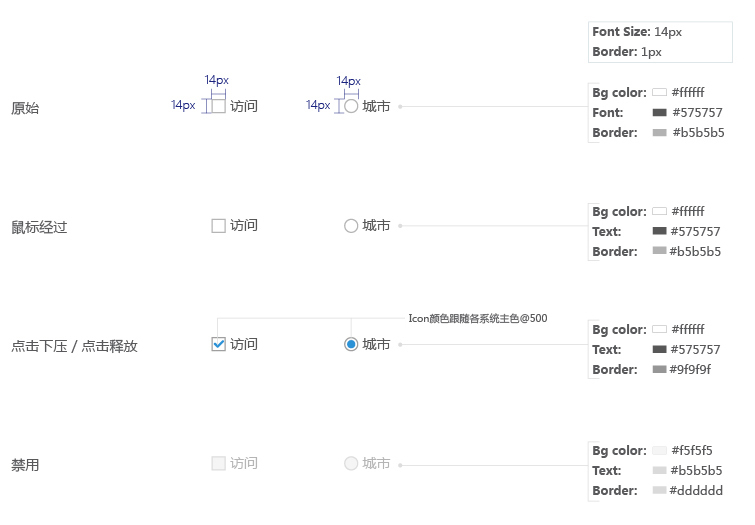 Font Size: 14px
Border: 1px
14px 14px
原始 14px 访问 14px 城市
Bg color: #ffffff
Font: #575757
Border: #b5b5b5
鼠标经过 访问 城市
Bg color: #ffffff
Text: #575757
Border: #b5b5b5
Icon颜色跟随各系统主色@500
点击下压 / 点击释放 访问 城市
Bg color: #ffffff
Text: #575757
Border: #9f9f9f
禁用 访问 城市
Bg color: #f5f5f5
Text: #b5b5b5
Border: #dddddd